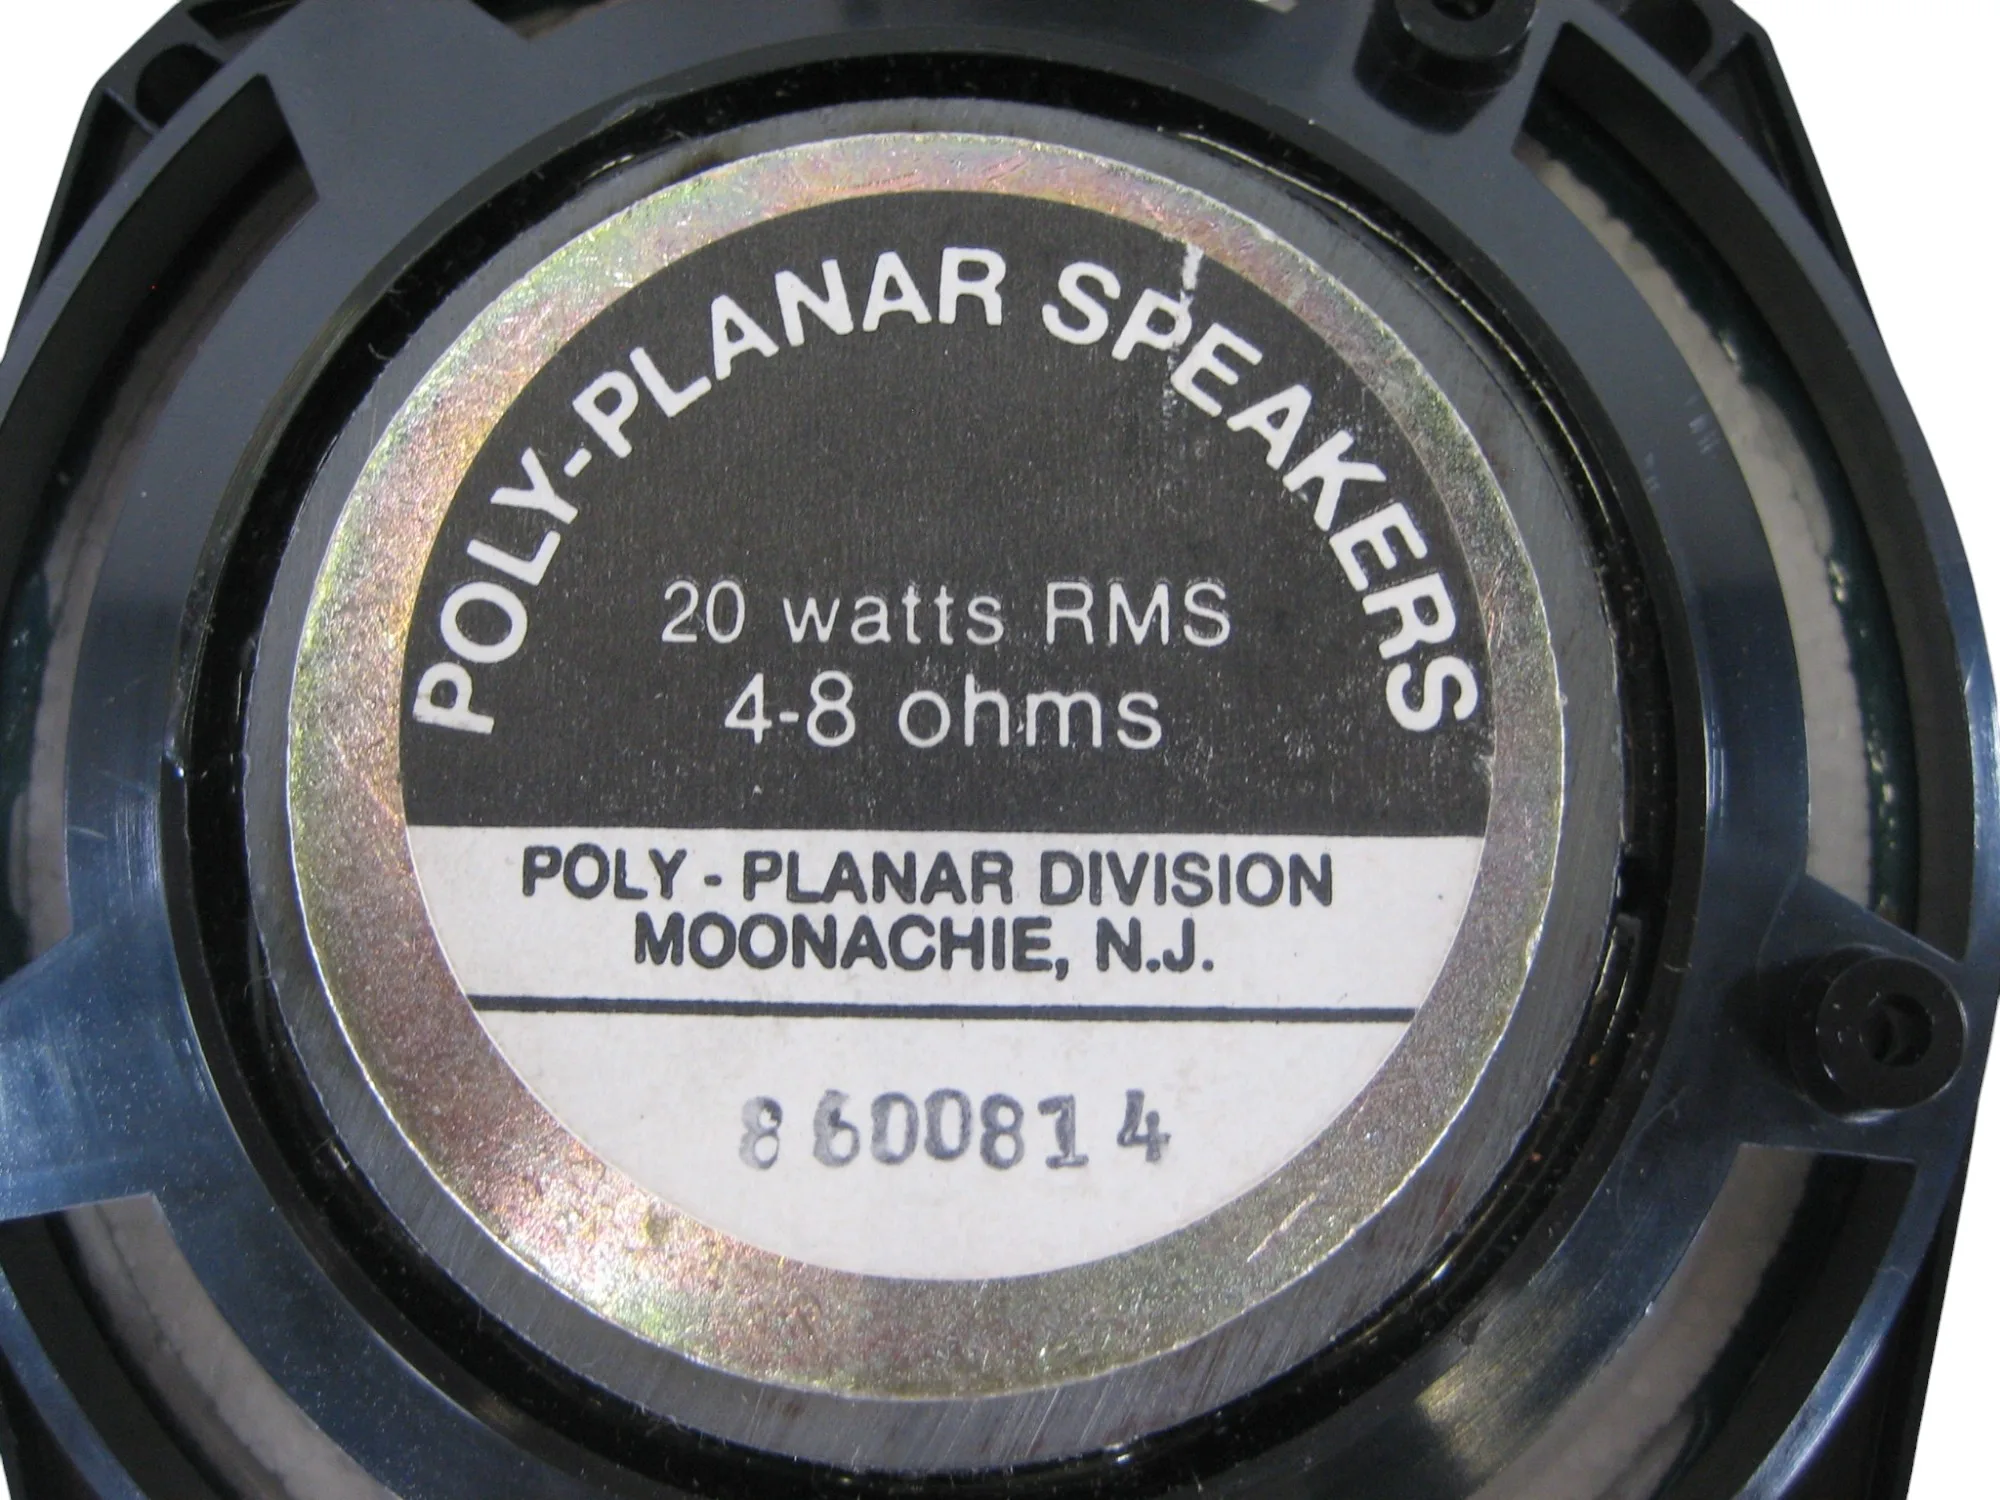 POLY-PLANAR SPEAKERS
20 watts RMS
4-8 ohms
POLY - PLANAR DIVISION
MOONACHIE, N.J.
8600814